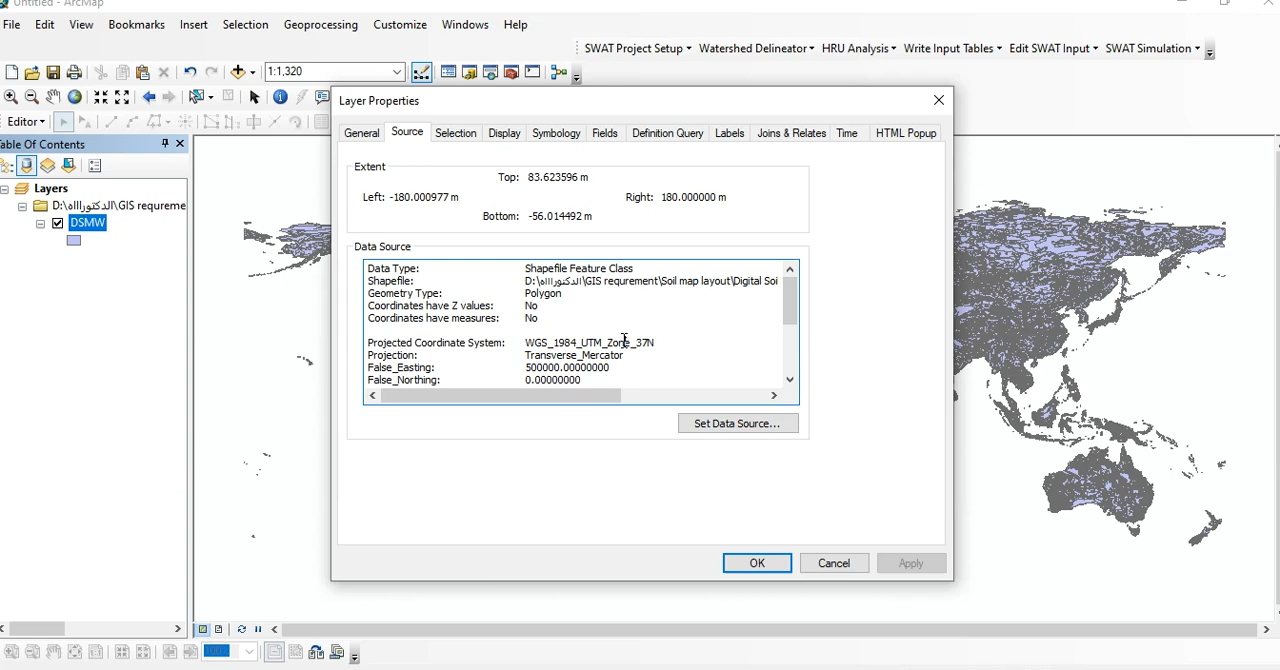 Untitled - ArcMap
File Edit View Bookmarks Insert Selection Geoprocessing Customize Windows Help
SWAT Project Setup Watershed Delineator HRU Analysis Write Input Tables Edit SWAT Input SWAT Simulation
1:1,320
Layer Properties
Editor
General Source Selection Display Symbology Fields Definition Query Labels Joins & Relates Time HTML Popup
Table Of Contents
Layers
D:\الدكتوراااه\GIS requreme
DSMW
Extent
Top: 83.623596 m
Left: -180.000977 m Right: 180.000000 m
Bottom: -56.014492 m
Data Source
Data Type: Shapefile Feature Class
Shapefile: D:\الدكتوراااه\GIS requrement\Soil map layout\Digital Soi
Geometry Type: Polygon
Coordinates have Z values: No
Coordinates have measures: No
Projected Coordinate System: WGS_1984_UTM_Zone_37N
Projection: Transverse_Mercator
False_Easting: 500000.00000000
False_Northing: 0.00000000
Set Data Source...
OK Cancel Apply